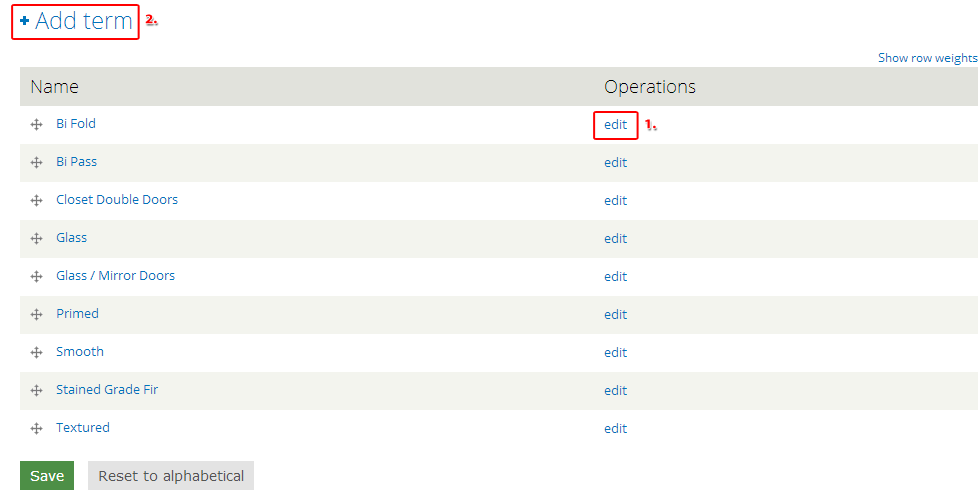 + Add term 2.
Show row weights
Name Operations
Bi Fold edit 1.
Bi Pass edit
Closet Double Doors edit
Glass edit
Glass / Mirror Doors edit
Primed edit
Smooth edit
Stained Grade Fir edit
Textured edit
Save Reset to alphabetical